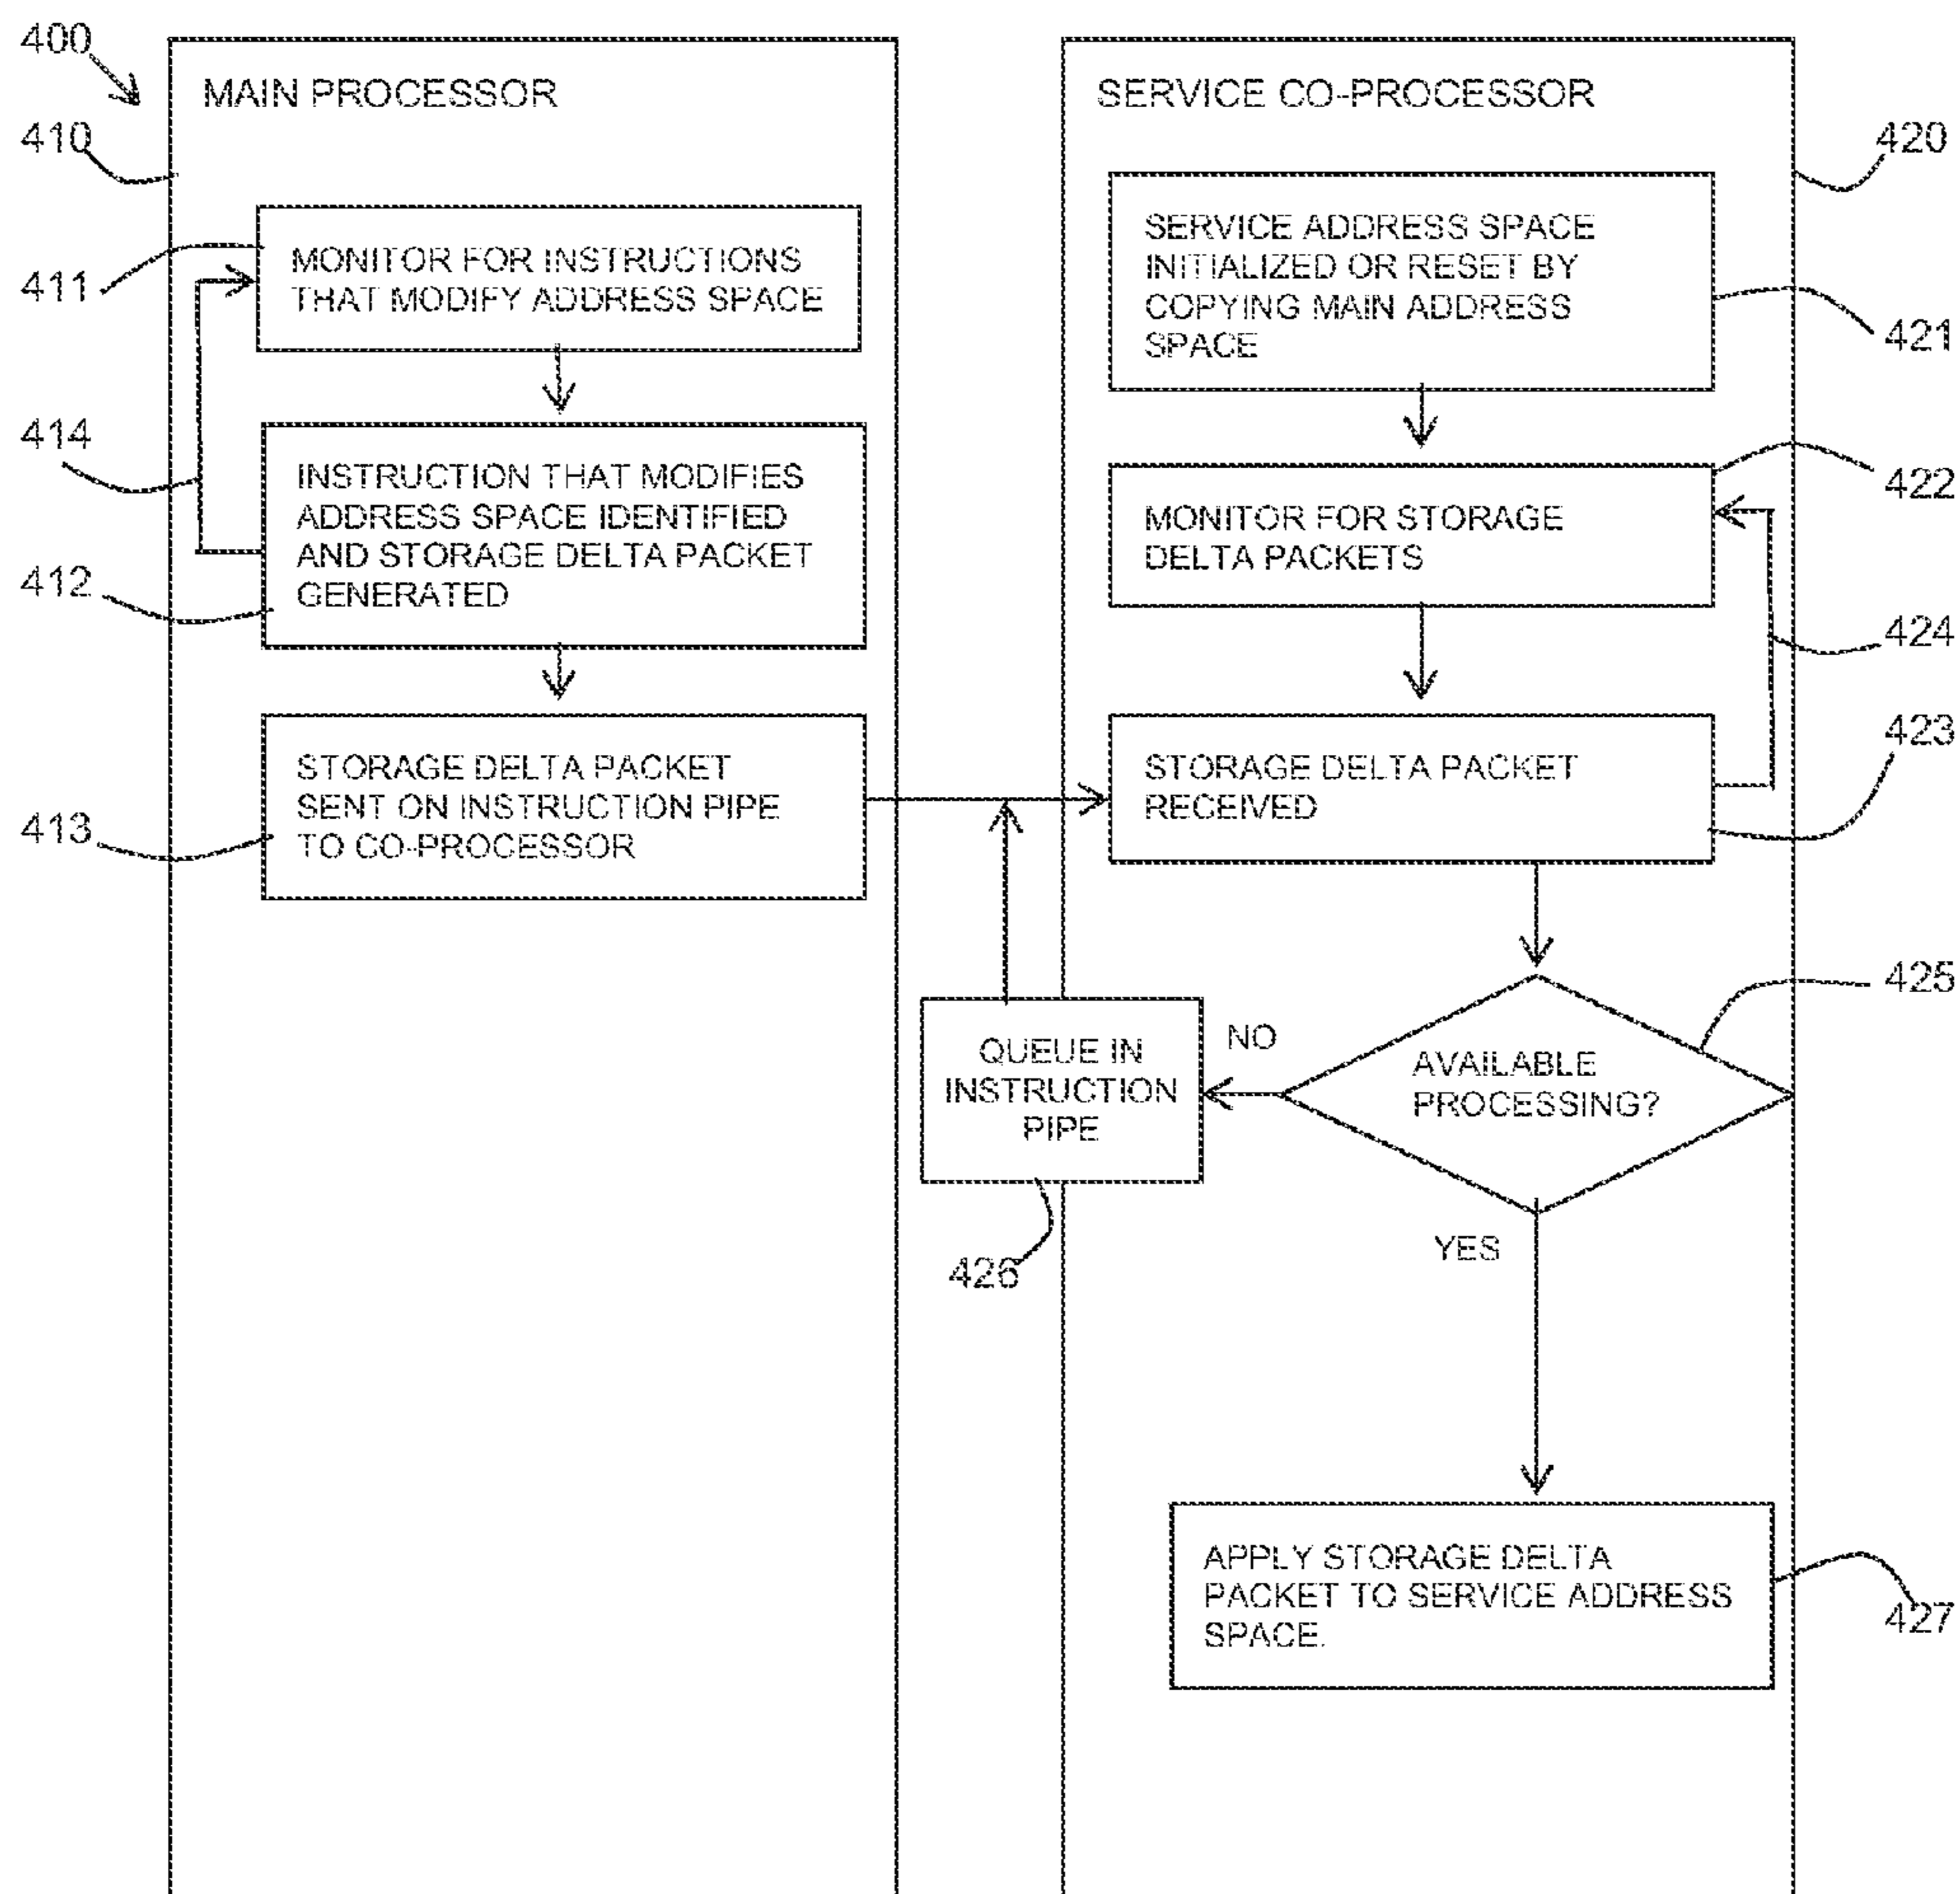 400
MAIN PROCESSOR
410
MONITOR FOR INSTRUCTIONS
THAT MODIFY ADDRESS SPACE
411
414
INSTRUCTION THAT MODIFIES
ADDRESS SPACE IDENTIFIED
AND STORAGE DELTA PACKET
GENERATED
412
STORAGE DELTA PACKET
SENT ON INSTRUCTION PIPE
TO CO-PROCESSOR
413
SERVICE CO-PROCESSOR
420
SERVICE ADDRESS SPACE
INITIALIZED OR RESET BY
COPYING MAIN ADDRESS
SPACE
421
422
MONITOR FOR STORAGE
DELTA PACKETS
424
423
STORAGE DELTA PACKET
RECEIVED
425
AVAILABLE
PROCESSING?
NO
QUEUE IN
INSTRUCTION
PIPE
426
YES
APPLY STORAGE DELTA
PACKET TO SERVICE ADDRESS
SPACE.
427